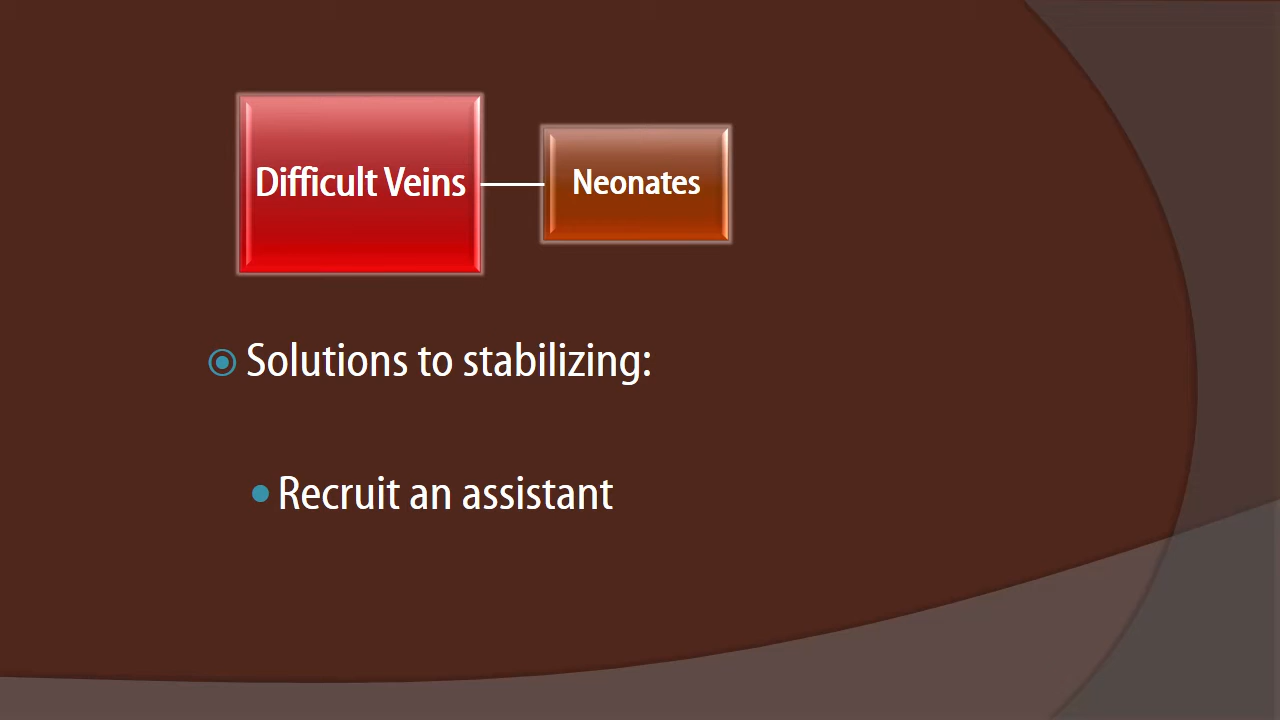 Difficult Veins
Neonates
Solutions to stabilizing:
Recruit an assistant